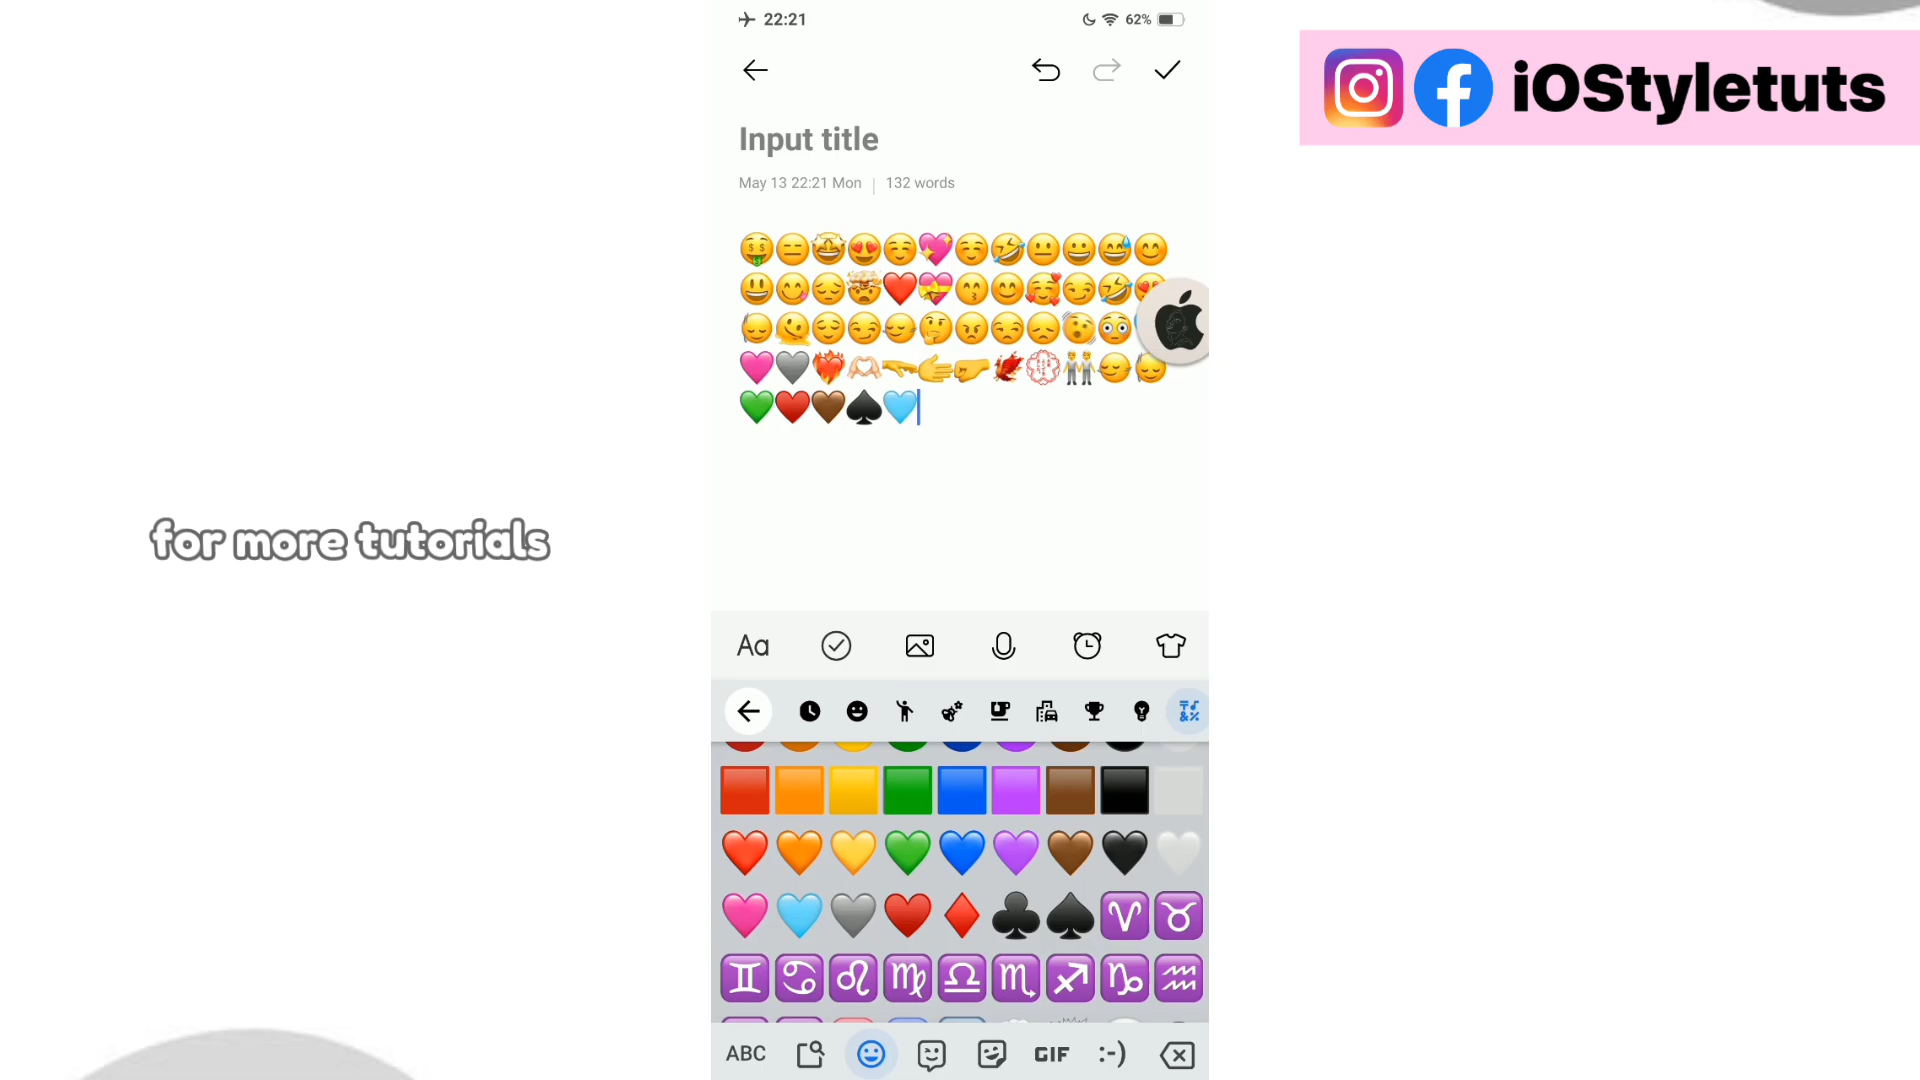 22:21
62%
iOStyletuts
Input title
May 13 22:21 Mon | 132 words
for more tutorials
Aa
ABC
GIF
:-)